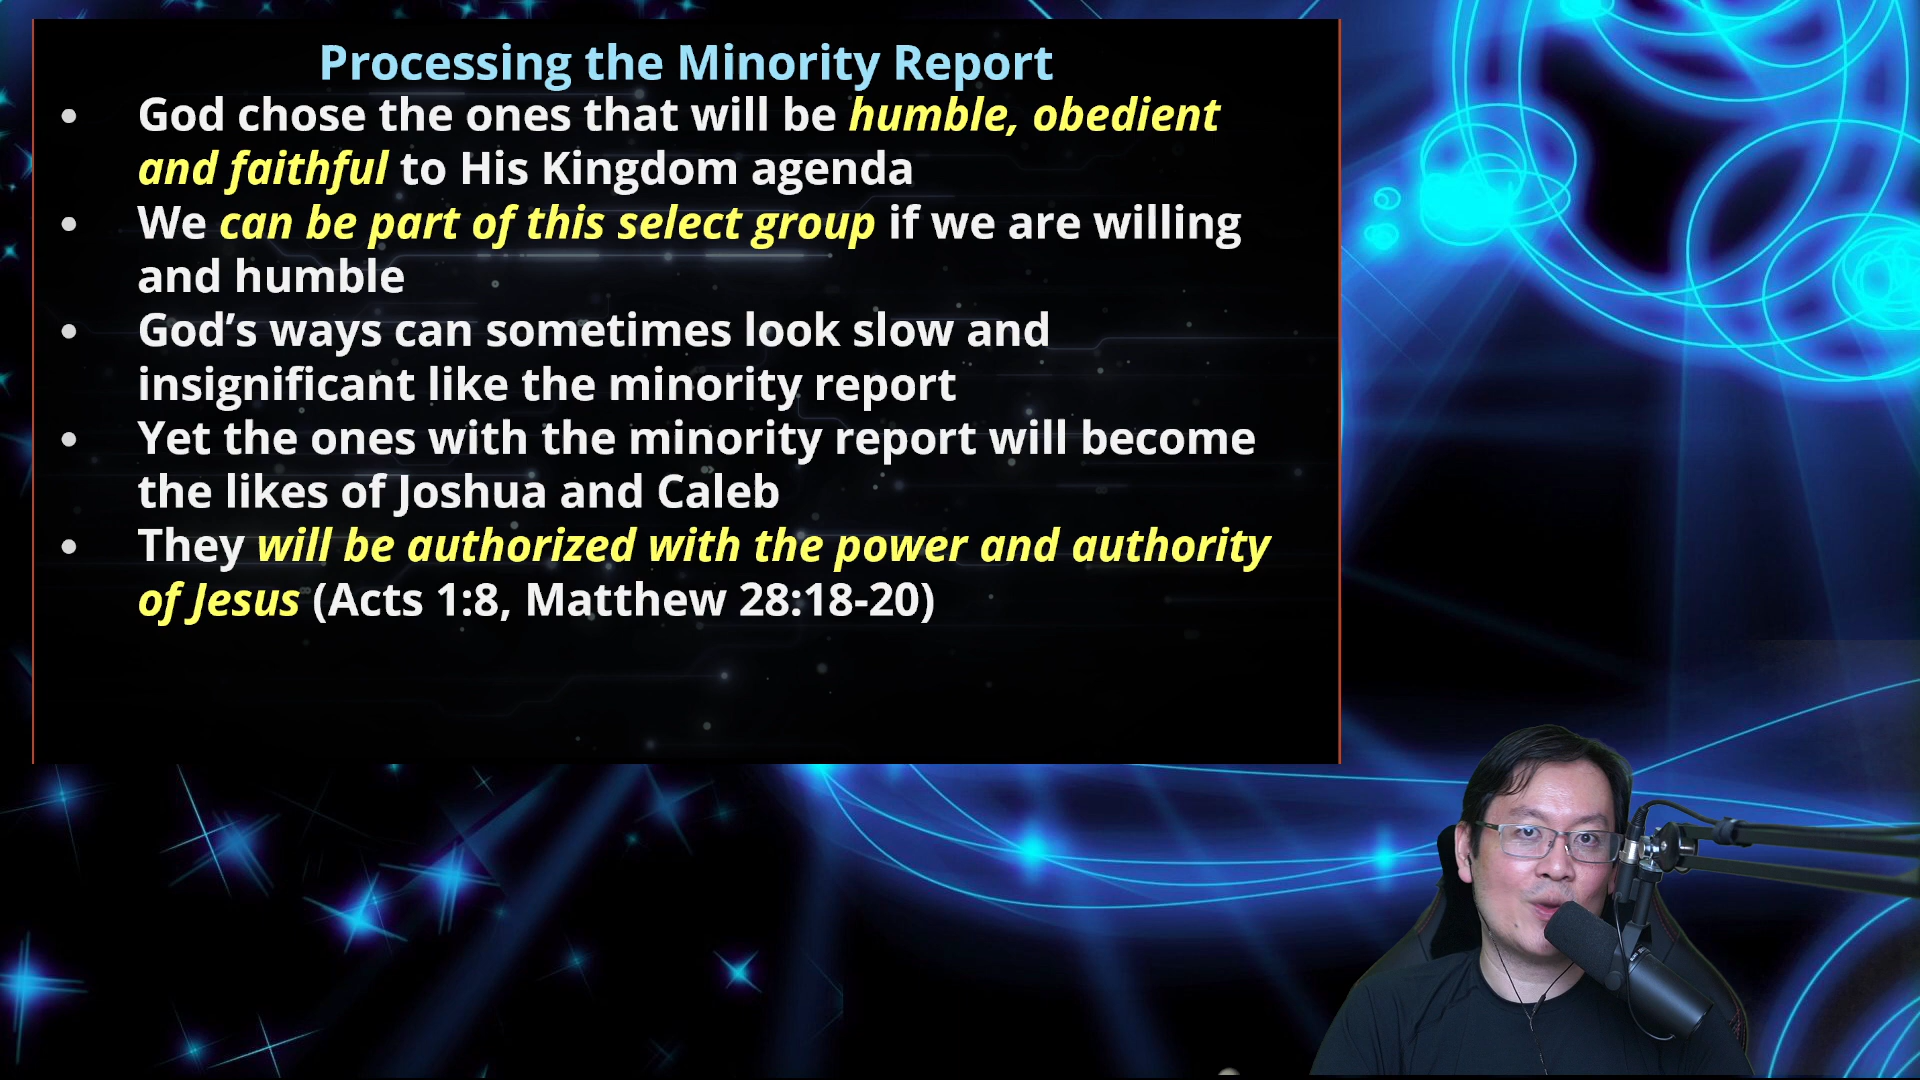 Processing the Minority Report
• God chose the ones that will be humble, obedient
and faithful to His Kingdom agenda
• We can be part of this select group if we are willing
and humble
• God’s ways can sometimes look slow and
insignificant like the minority report
• Yet the ones with the minority report will become
the likes of Joshua and Caleb
• They will be authorized with the power and authority
of Jesus (Acts 1:8, Matthew 28:18-20)